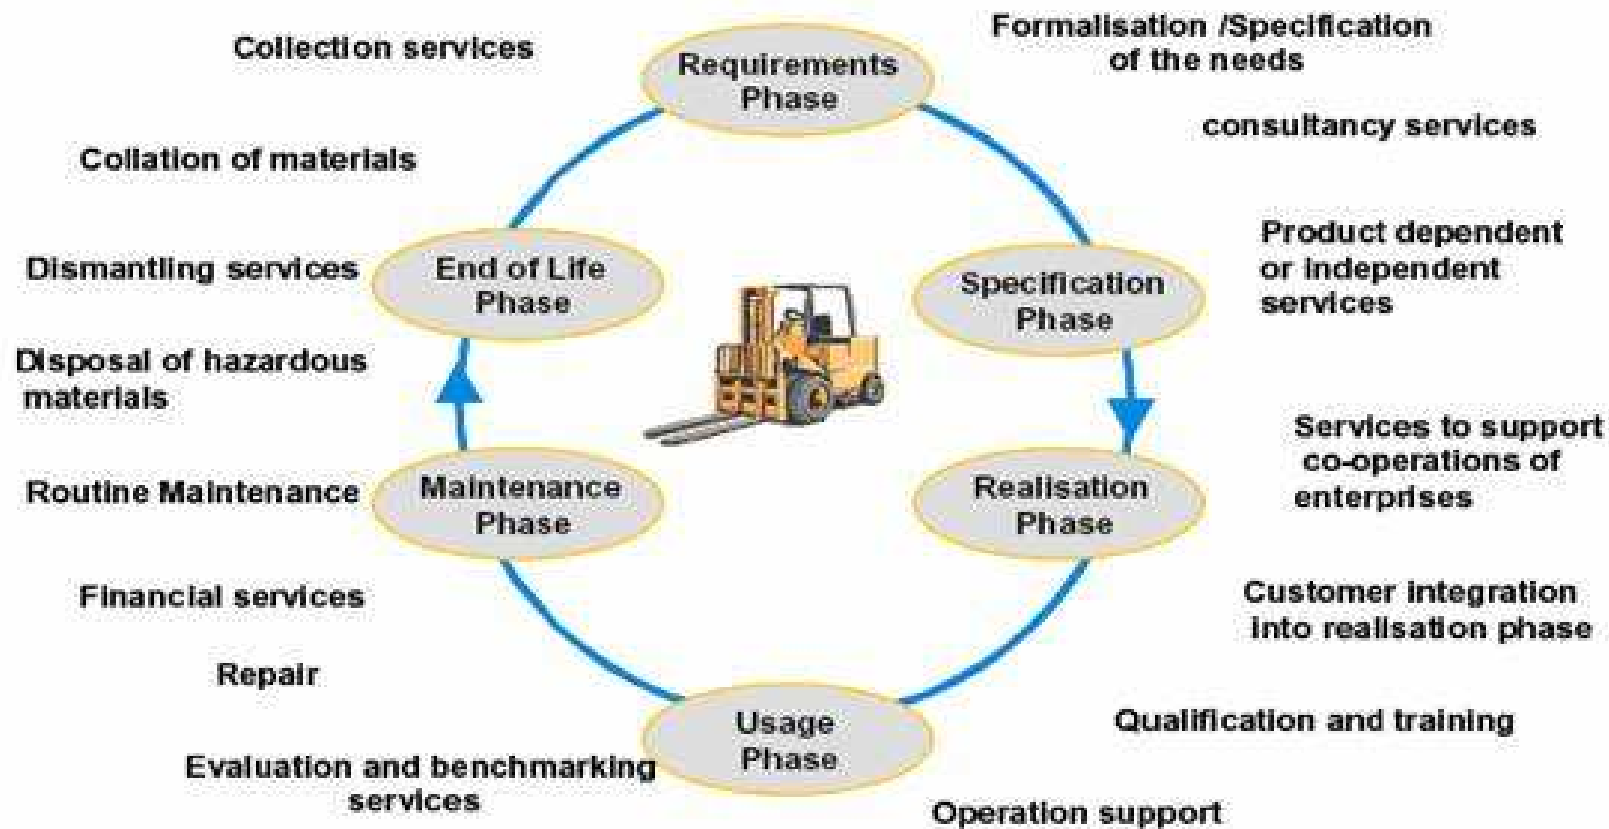 Collection services
Requirements
Phase
Formalisation /Specification
of the needs
consultancy services
Collation of materials
Product dependent
or independent
services
Dismantling services
End of Life
Phase
Specification
Phase
Disposal of hazardous
materials
Services to support
co-operations of
enterprises
Routine Maintenance
Maintenance
Phase
Realisation
Phase
Financial services
Customer integration
into realisation phase
Repair
Usage
Phase
Qualification and training
Evaluation and benchmarking
services
Operation support